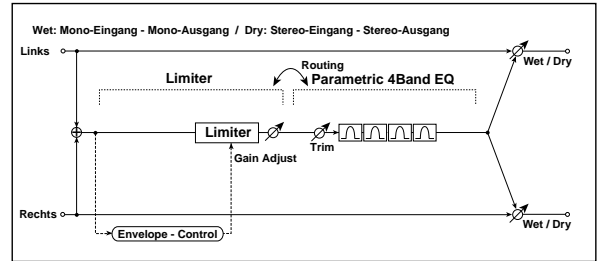 Wet: Mono-Eingang - Mono-Ausgang / Dry: Stereo-Eingang - Stereo-Ausgang
Links
Wet / Dry
Routing
Limiter
Parametric 4Band EQ
Limiter
Gain Adjust
Trim
Rechts
Wet / Dry
Envelope - Control